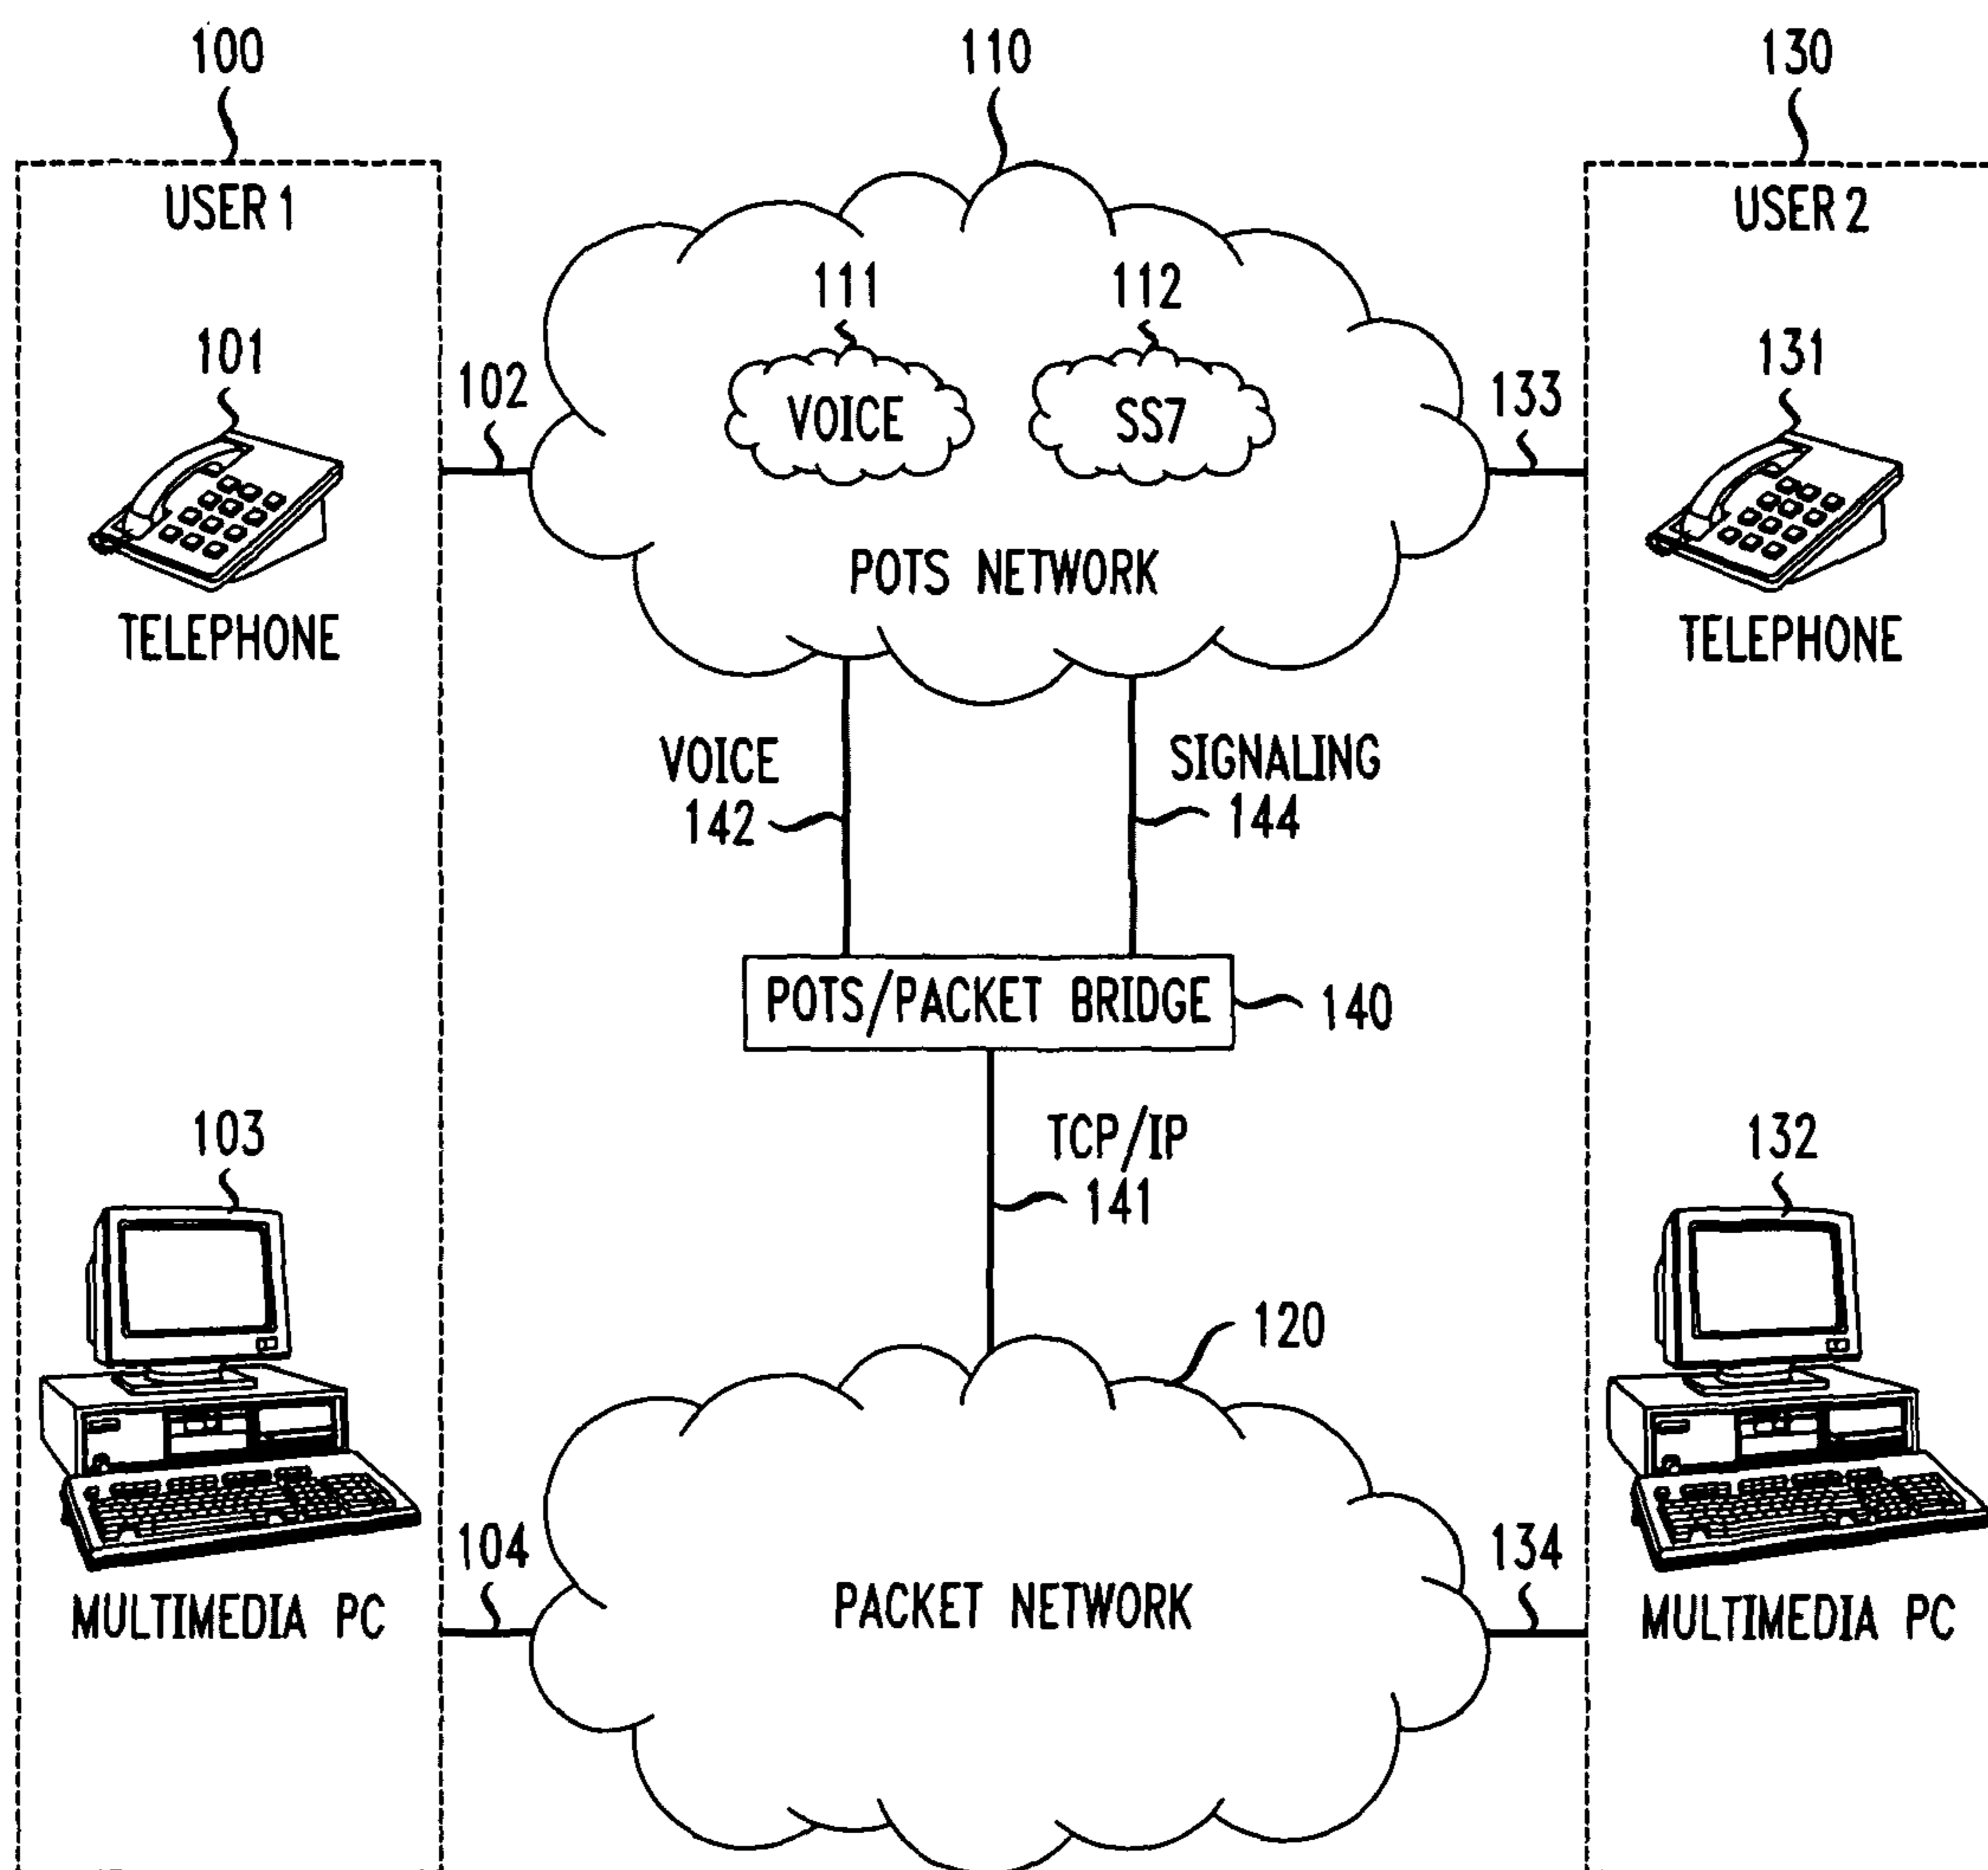 100
110
130
USER 1
USER 2
111
112
101
131
102
133
VOICE
SS7
POTS NETWORK
TELEPHONE
TELEPHONE
VOICE
142
SIGNALING
144
POTS/PACKET BRIDGE
140
103
TCP/IP
141
132
120
104
134
MULTIMEDIA PC
PACKET NETWORK
MULTIMEDIA PC